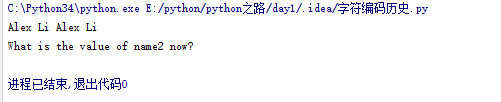 C:\Python34\python.exe E:/python/python之路/day1/.idea/字符编码历史.py
Alex Li Alex Li
What is the value of name2 now?
进程已结束,退出代码0